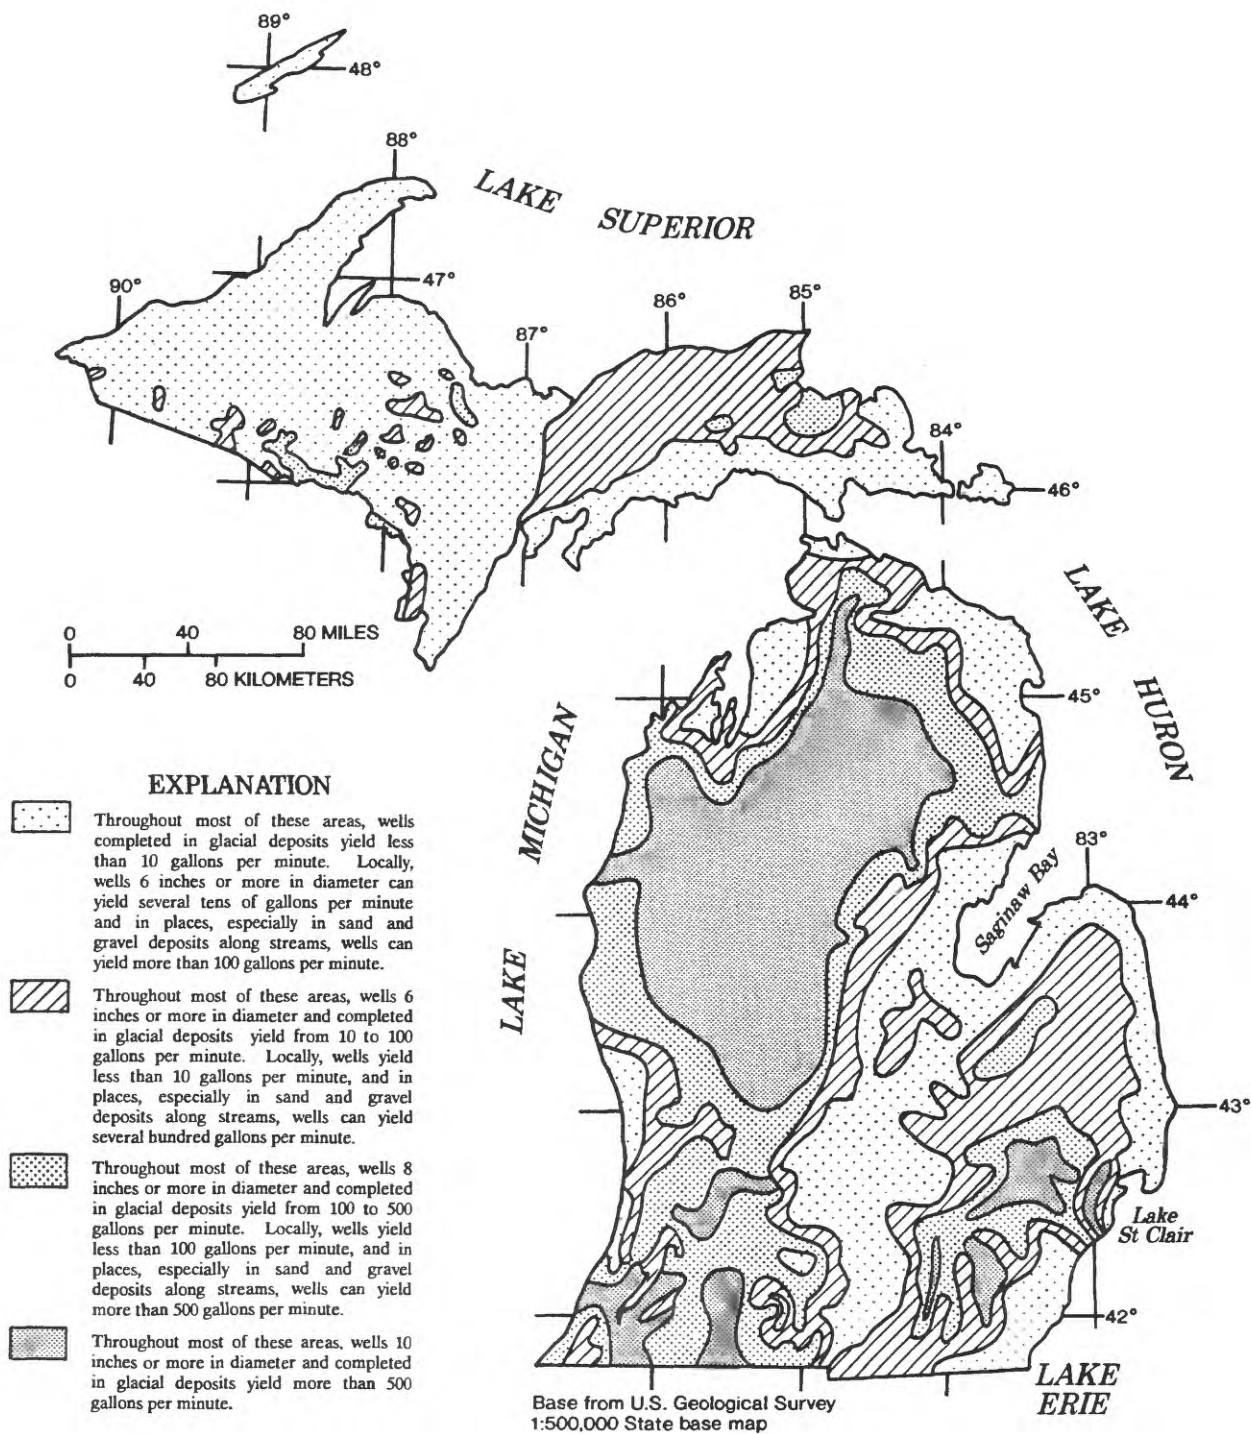 89°
48°
88°
LAKE SUPERIOR
47°
90°
86°
85°
87°
84°
46°
0 40 80 MILES
0 40 80 KILOMETERS
LAKE HURON
45°
LAKE MICHIGAN
83°
Saginaw Bay
44°
43°
Lake
St Clair
42°
LAKE
ERIE
EXPLANATION
Throughout most of these areas, wells
completed in glacial deposits yield less
than 10 gallons per minute. Locally,
wells 6 inches or more in diameter can
yield several tens of gallons per minute
and in places, especially in sand and
gravel deposits along streams, wells can
yield more than 100 gallons per minute.
Throughout most of these areas, wells 6
inches or more in diameter and completed
in glacial deposits yield from 10 to 100
gallons per minute. Locally, wells yield
less than 10 gallons per minute, and in
places, especially in sand and gravel
deposits along streams, wells can yield
several hundred gallons per minute.
Throughout most of these areas, wells 8
inches or more in diameter and completed
in glacial deposits yield from 100 to 500
gallons per minute. Locally, wells yield
less than 100 gallons per minute, and in
places, especially in sand and gravel
deposits along streams, wells can yield
more than 500 gallons per minute.
Throughout most of these areas, wells 10
inches or more in diameter and completed
in glacial deposits yield more than 500
gallons per minute.
Base from U.S. Geological Survey
1:500,000 State base map